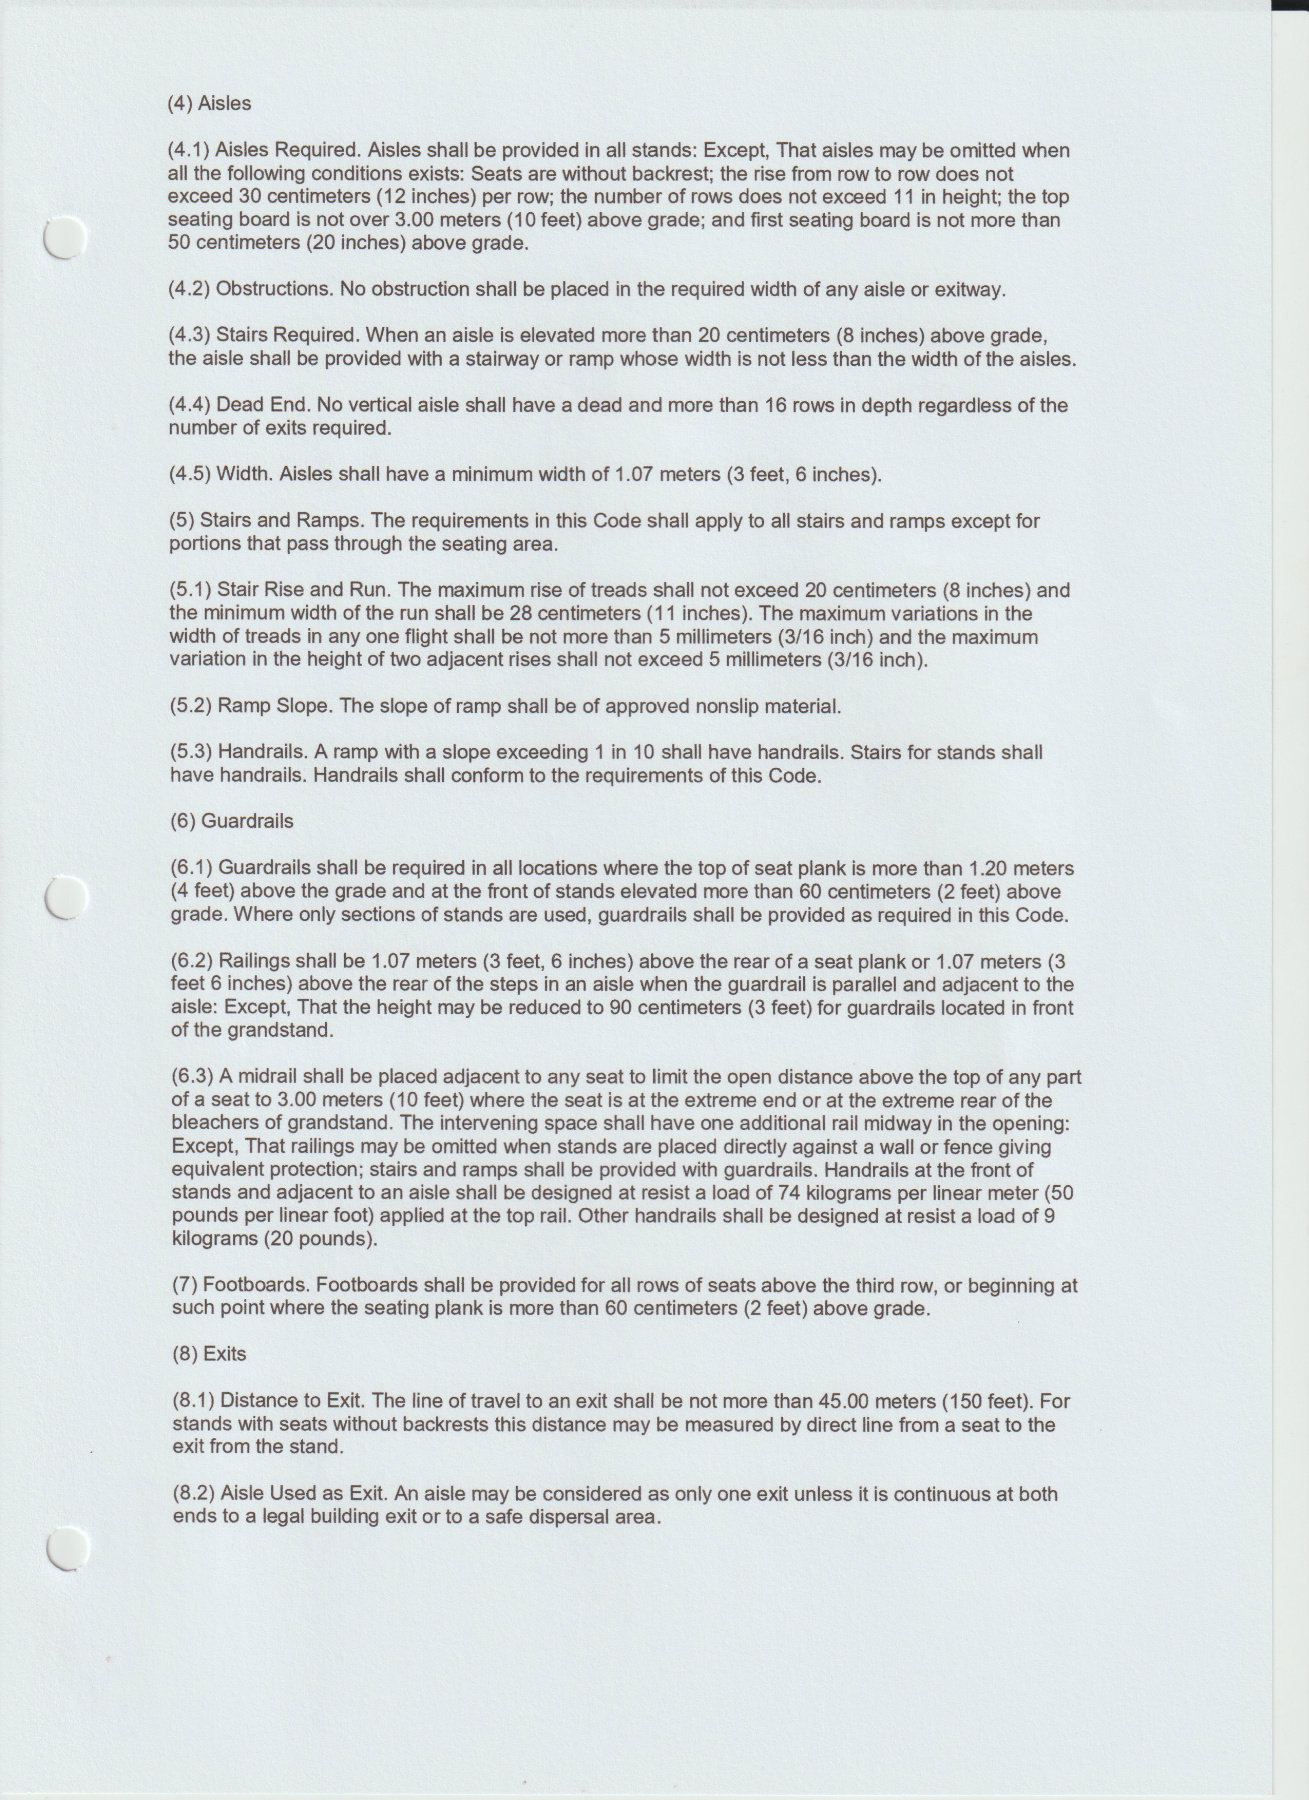 (4) Aisles
(4.1) Aisles Required. Aisles shall be provided in all stands: Except, That aisles may be omitted when
all the following conditions exists: Seats are without backrest; the rise from row to row does not
exceed 30 centimeters (12 inches) per row; the number of rows does not exceed 11 in height; the top
seating board is not over 3.00 meters (10 feet) above grade; and first seating board is not more than
50 centimeters (20 inches) above grade.
(4.2) Obstructions. No obstruction shall be placed in the required width of any aisle or exitway.
(4.3) Stairs Required. When an aisle is elevated more than 20 centimeters (8 inches) above grade,
the aisle shall be provided with a stairway or ramp whose width is not less than the width of the aisles.
(4.4) Dead End. No vertical aisle shall have a dead and more than 16 rows in depth regardless of the
number of exits required.
(4.5) Width. Aisles shall have a minimum width of 1.07 meters (3 feet, 6 inches).
(5) Stairs and Ramps. The requirements in this Code shall apply to all stairs and ramps except for
portions that pass through the seating area.
(5.1) Stair Rise and Run. The maximum rise of treads shall not exceed 20 centimeters (8 inches) and
the minimum width of the run shall be 28 centimeters (11 inches). The maximum variations in the
width of treads in any one flight shall be not more than 5 millimeters (3/16 inch) and the maximum
variation in the height of two adjacent rises shall not exceed 5 millimeters (3/16 inch).
(5.2) Ramp Slope. The slope of ramp shall be of approved nonslip material.
(5.3) Handrails. A ramp with a slope exceeding 1 in 10 shall have handrails. Stairs for stands shall
have handrails. Handrails shall conform to the requirements of this Code.
(6) Guardrails
(6.1) Guardrails shall be required in all locations where the top of seat plank is more than 1.20 meters
(4 feet) above the grade and at the front of stands elevated more than 60 centimeters (2 feet) above
grade. Where only sections of stands are used, guardrails shall be provided as required in this Code.
(6.2) Railings shall be 1.07 meters (3 feet, 6 inches) above the rear of a seat plank or 1.07 meters (3
feet 6 inches) above the rear of the steps in an aisle when the guardrail is parallel and adjacent to the
aisle: Except, That the height may be reduced to 90 centimeters (3 feet) for guardrails located in front
of the grandstand.
(6.3) A midrail shall be placed adjacent to any seat to limit the open distance above the top of any part
of a seat to 3.00 meters (10 feet) where the seat is at the extreme end or at the extreme rear of the
bleachers of grandstand. The intervening space shall have one additional rail midway in the opening:
Except, That railings may be omitted when stands are placed directly against a wall or fence giving
equivalent protection; stairs and ramps shall be provided with guardrails. Handrails at the front of
stands and adjacent to an aisle shall be designed at resist a load of 74 kilograms per linear meter (50
pounds per linear foot) applied at the top rail. Other handrails shall be designed at resist a load of 9
kilograms (20 pounds).
(7) Footboards. Footboards shall be provided for all rows of seats above the third row, or beginning at
such point where the seating plank is more than 60 centimeters (2 feet) above grade.
(8) Exits
(8.1) Distance to Exit. The line of travel to an exit shall be not more than 45.00 meters (150 feet). For
stands with seats without backrests this distance may be measured by direct line from a seat to the
exit from the stand.
(8.2) Aisle Used as Exit. An aisle may be considered as only one exit unless it is continuous at both
ends to a legal building exit or to a safe dispersal area.